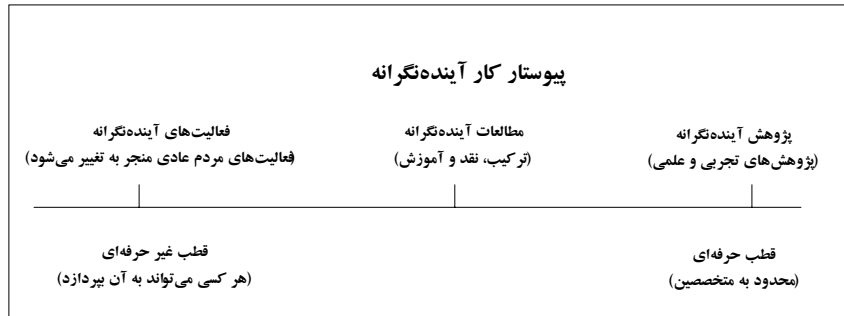 پیوستار کار آینده‌نگرانه
پژوهش آینده‌نگرانه
(پژوهش‌های تجربی و علمی)
مطالعات آینده‌نگرانه
(ترکیب، نقد و آموزش)
فعالیت‌های آینده‌نگرانه
(فعالیت‌های مردم عادی منجر به تغییر می‌شود)
قطب حرفه‌ای
(محدود به متخصصین)
قطب غیر حرفه‌ای
(هر کسی می‌تواند به آن بپردازد)